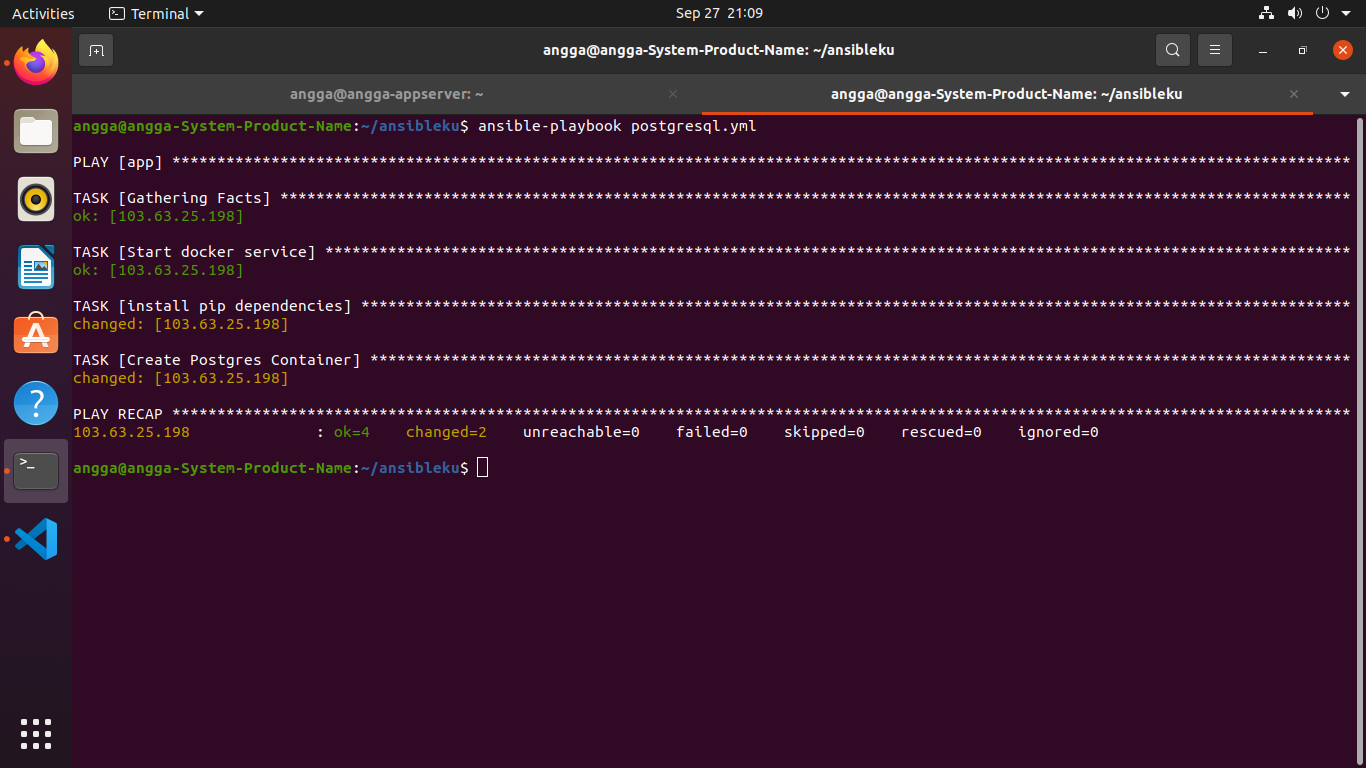 Activities
Terminal
Sep 27 21:09
angga@angga-System-Product-Name: ~/ansibleku
angga@angga-appserver: ~
angga@angga-System-Product-Name: ~/ansibleku
angga@angga-System-Product-Name:~/ansibleku$ ansible-playbook postgresql.yml
PLAY [app] ***********************************************************************************************************************************
TASK [Gathering Facts] ***********************************************************************************************************************
ok: [103.63.25.198]
TASK [Start docker service] ******************************************************************************************************************
ok: [103.63.25.198]
TASK [install pip dependencies] **************************************************************************************************************
changed: [103.63.25.198]
TASK [Create Postgres Container] *************************************************************************************************************
changed: [103.63.25.198]
PLAY RECAP ***********************************************************************************************************************************
103.63.25.198              : ok=4    changed=2    unreachable=0    failed=0    skipped=0    rescued=0    ignored=0
angga@angga-System-Product-Name:~/ansibleku$